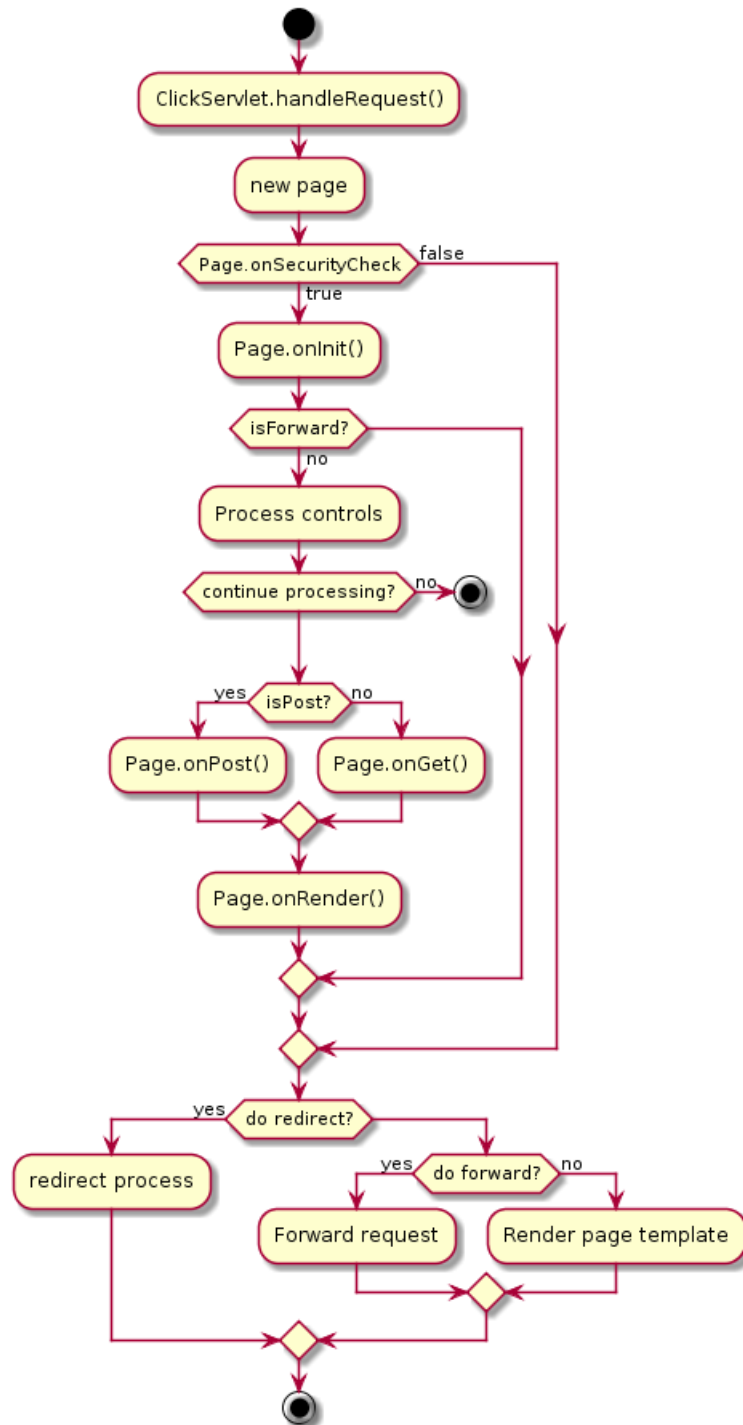 ClickServlet.handleRequest()
new page
Page.onSecurityCheck
false
true
Page.onInit()
isForward?
no
Process controls
continue processing?
no
yes
isPost?
no
Page.onPost()
Page.onGet()
Page.onRender()
yes
do redirect?
redirect process
yes
do forward?
no
Forward request
Render page template